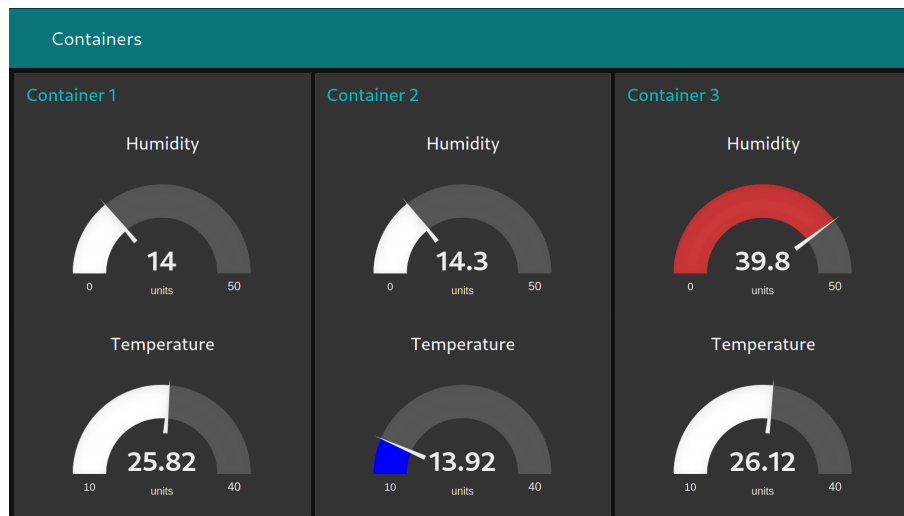 Containers
Container 1
Humidity
14
0
units
50
Temperature
25.82
10
units
40
Container 2
Humidity
14.3
0
units
50
Temperature
13.92
10
units
40
Container 3
Humidity
39.8
0
units
50
Temperature
26.12
10
units
40